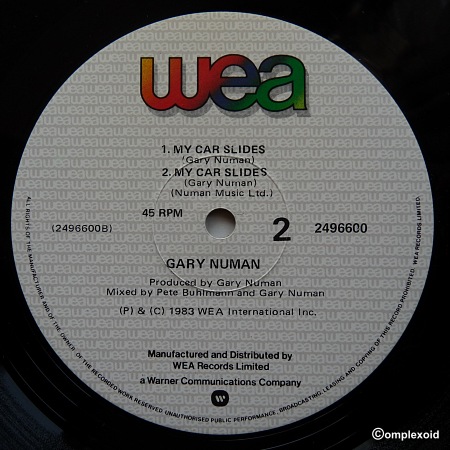 wea
1. MY CAR SLIDES
(Gary Numan)
2. MY CAR SLIDES
(Gary Numan)
(Numan Music Ltd.)
45 RPM
(2496600B)
2
2496600
GARY NUMAN
Produced by Gary Numan
Mixed by Pete Buhlmann and Gary Numan
(P) & (C) 1983 WEA International Inc.
Manufactured and Distributed by
WEA Records Limited
a Warner Communications Company
ALL RIGHTS OF THE MANUFACTURER AND OF THE OWNER OF THE RECORDED WORK RESERVED UNAUTHORISED PUBLIC PERFORMANCE, BROADCASTING, LEASING AND COPYING OF THIS RECORD PROHIBITED. WEA RECORDS LIMITED.
©omplexoid